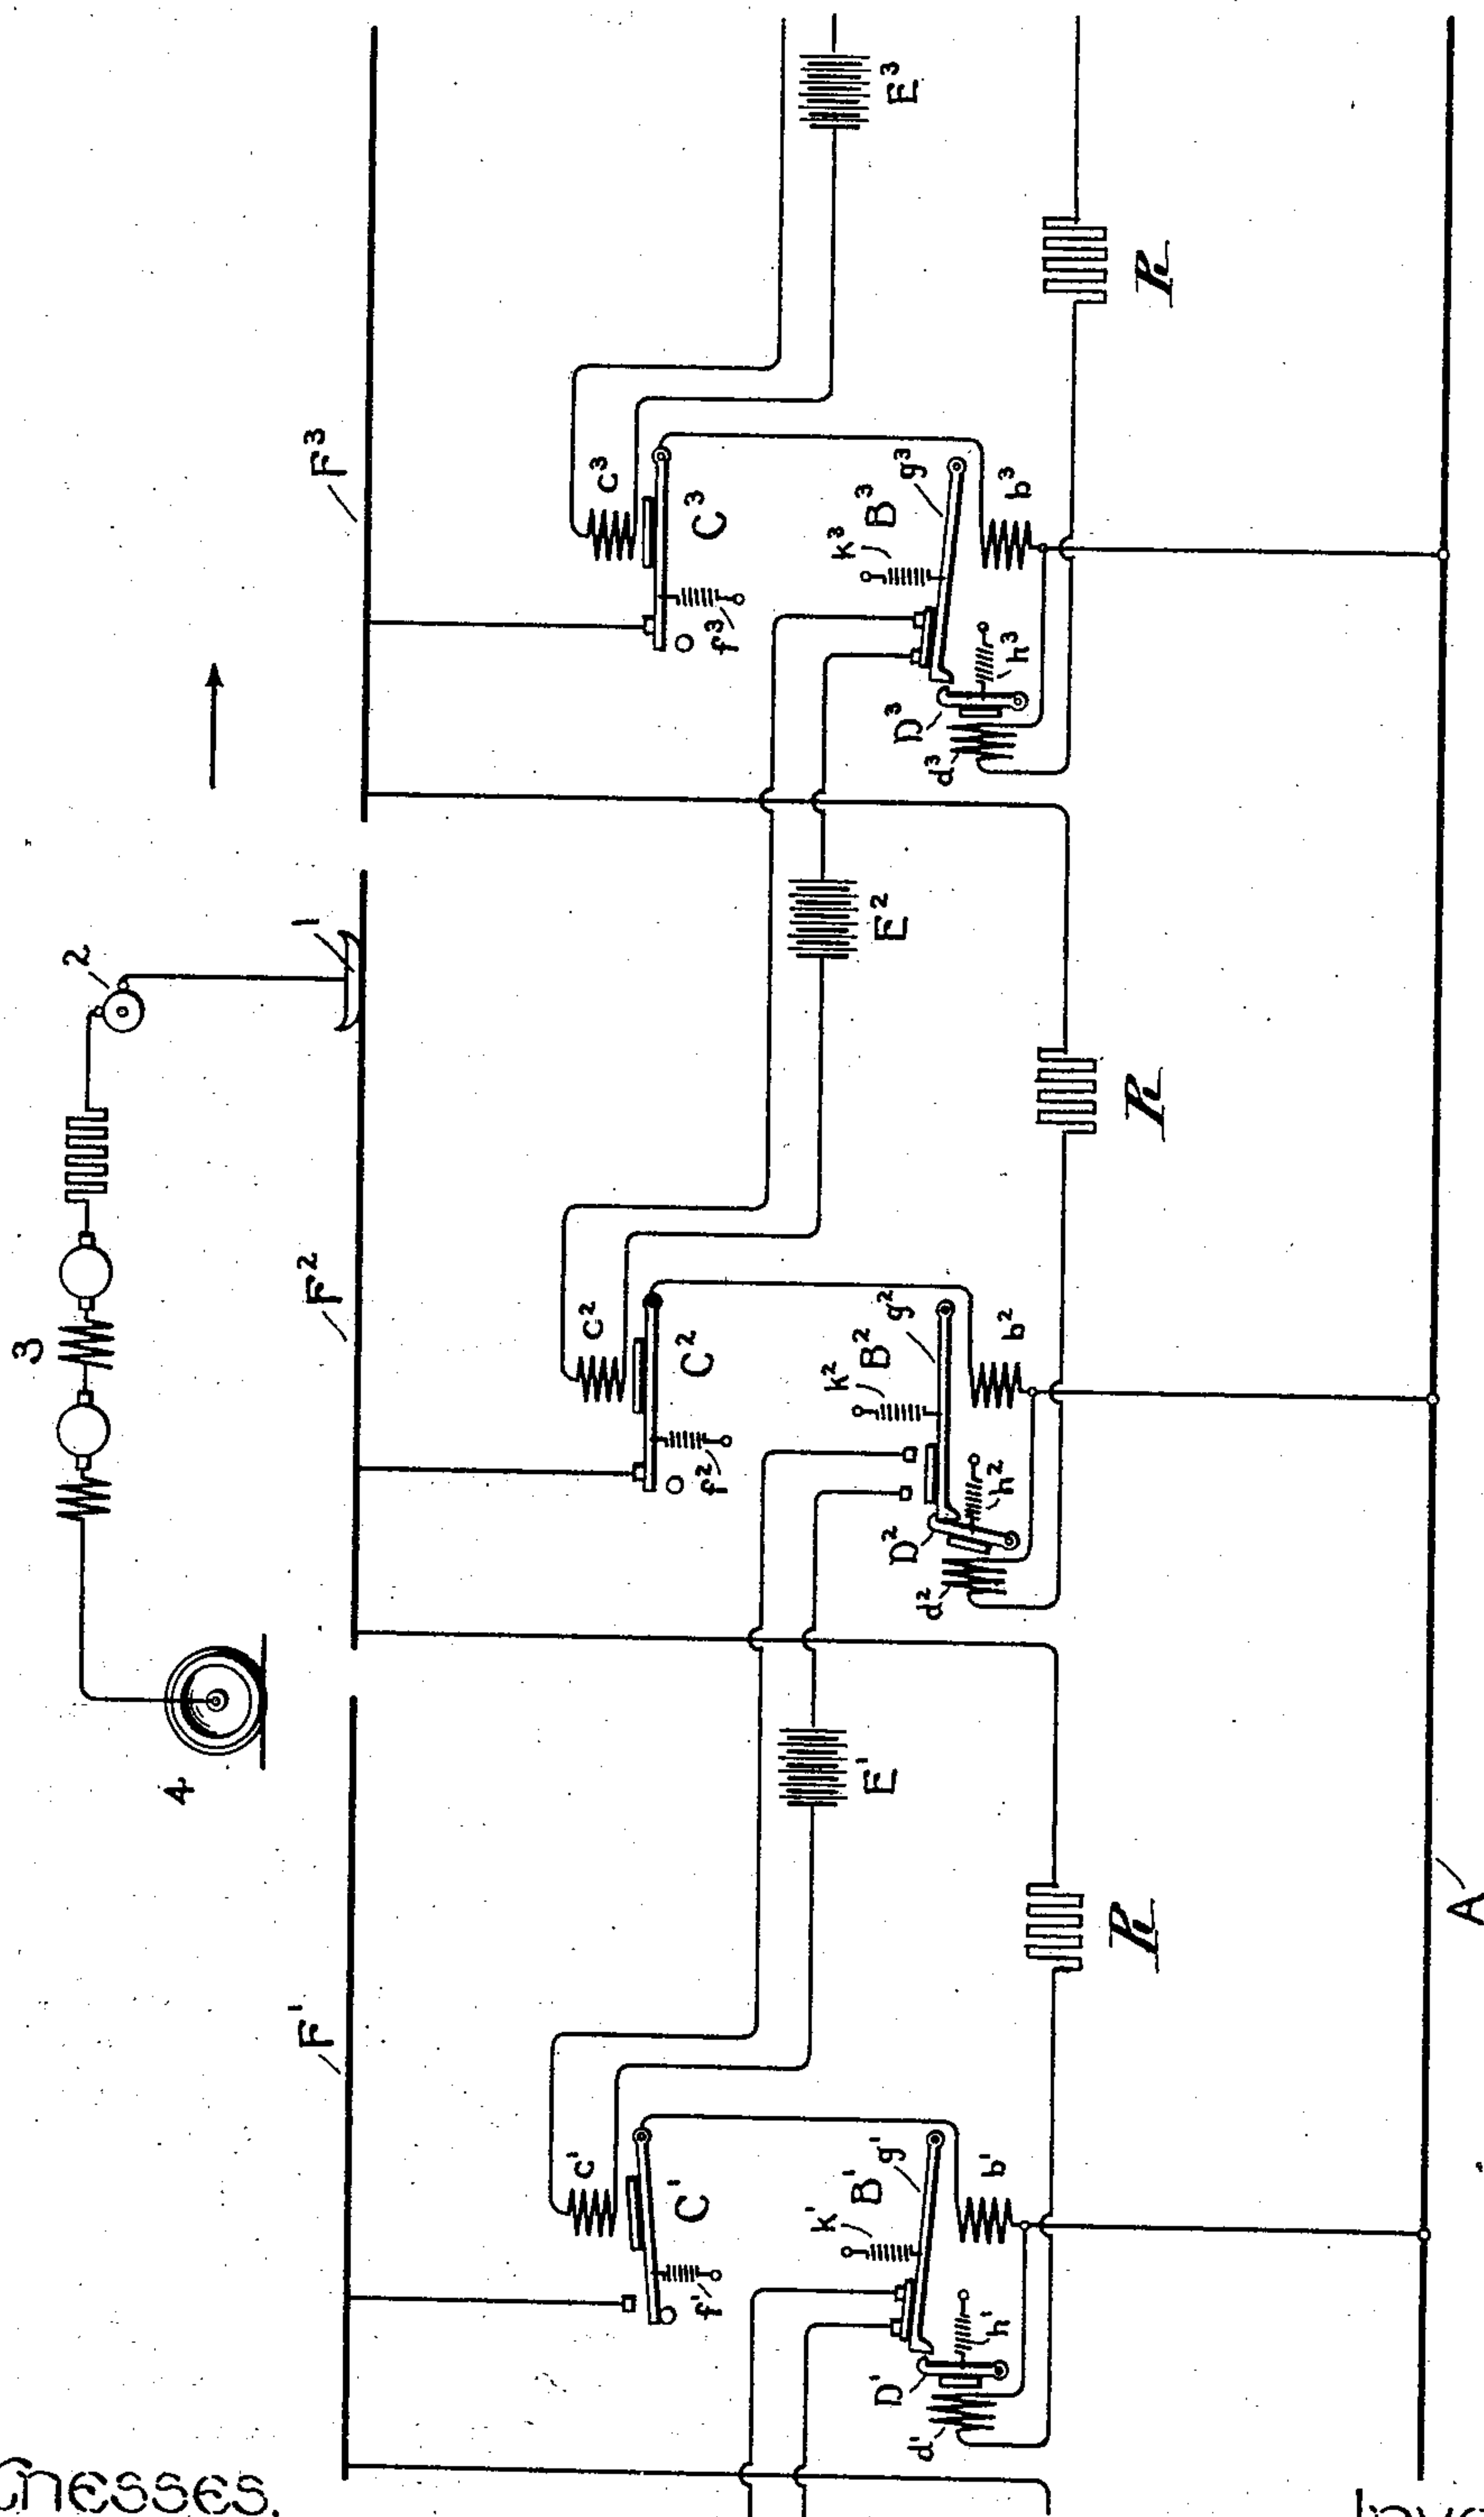 3
2
1
4
F¹
F²
F³
c¹
c²
c³
C¹
C²
C³
f¹
f²
f³
E¹
E²
E³
k¹
k²
k³
B¹
B²
B³
g¹
g²
g³
D¹
D²
D³
h¹
h²
h³
b¹
b²
b³
d¹
d²
d³
R
R
R
A